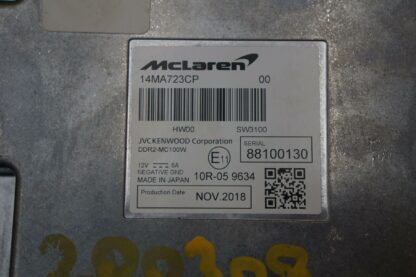 McLaren
14MA723CP 00
HW00 SW3100
JVCKENWOOD Corporation
DDR2-MC100W
SERIAL
88100130
12V 5A
NEGATIVE GND
MADE IN JAPAN
E11
10R-05 9634
Production Date NOV.2018